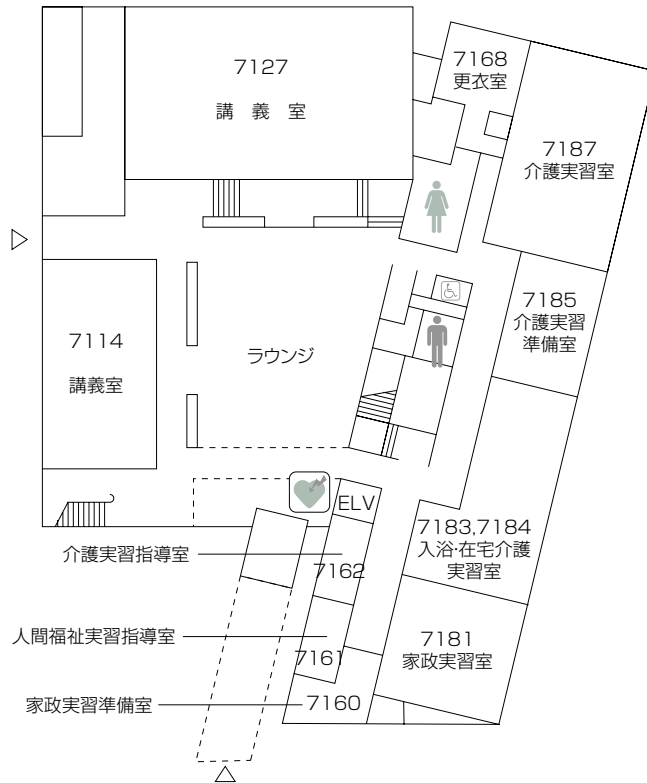 7127
講 義 室
7168
更衣室
7187
介護実習室
7185
介護実習
準備室
7114
講義室
ラウンジ
ELV
7183,7184
入浴・在宅介護
実習室
介護実習指導室
7162
人間福祉実習指導室
7161
7181
家政実習室
家政実習準備室
7160